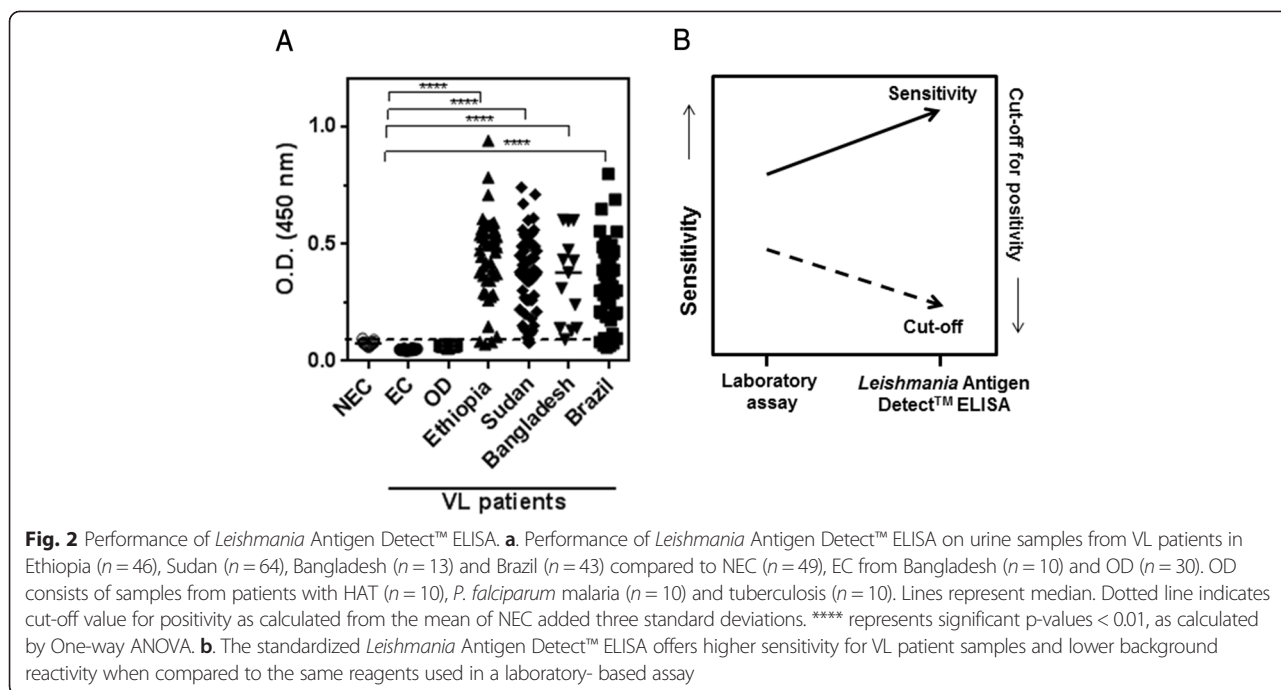 A
B
****
****
****
****
1.0
0.5
0.0
O.D. (450 nm)
NEC
EC
OD
Ethiopia
Sudan
Bangladesh
Brazil
VL patients
Sensitivity
Sensitivity
Cut-off
Cut-off for positivity
Laboratory
assay
Leishmania Antigen
Detect™ ELISA
Fig. 2 Performance of Leishmania Antigen Detect™ ELISA. a. Performance of Leishmania Antigen Detect™ ELISA on urine samples from VL patients in
Ethiopia (n = 46), Sudan (n = 64), Bangladesh (n = 13) and Brazil (n = 43) compared to NEC (n = 49), EC from Bangladesh (n = 10) and OD (n = 30). OD
consists of samples from patients with HAT (n = 10), P. falciparum malaria (n = 10) and tuberculosis (n = 10). Lines represent median. Dotted line indicates
cut-off value for positivity as calculated from the mean of NEC added three standard deviations. **** represents significant p-values < 0.01, as calculated
by One-way ANOVA. b. The standardized Leishmania Antigen Detect™ ELISA offers higher sensitivity for VL patient samples and lower background
reactivity when compared to the same reagents used in a laboratory- based assay